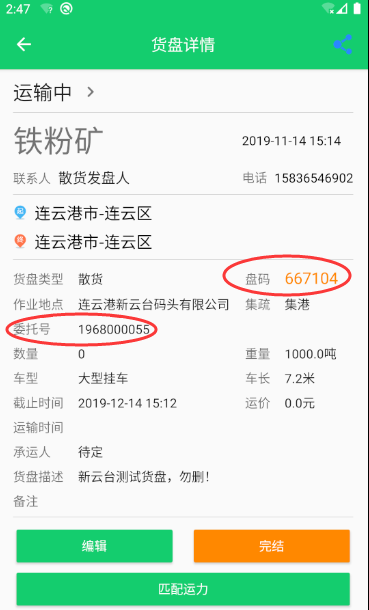 2:47
货盘详情
运输中
铁粉矿 2019-11-14 15:14
联系人 散货发盘人 电话 15836546902
起 连云港市-连云区
终 连云港市-连云区
货盘类型 散货 盘码 667104
作业地点 连云港新云台码头有限公司 集疏 集港
委托号 1968000055
数量 0 重量 1000.0吨
车型 大型挂车 车长 7.2米
截止时间 2019-12-14 15:12 运价 0.0元
运输时间
承运人 待定
货盘描述 新云台测试货盘，勿删！
备注
编辑 完结
匹配运力